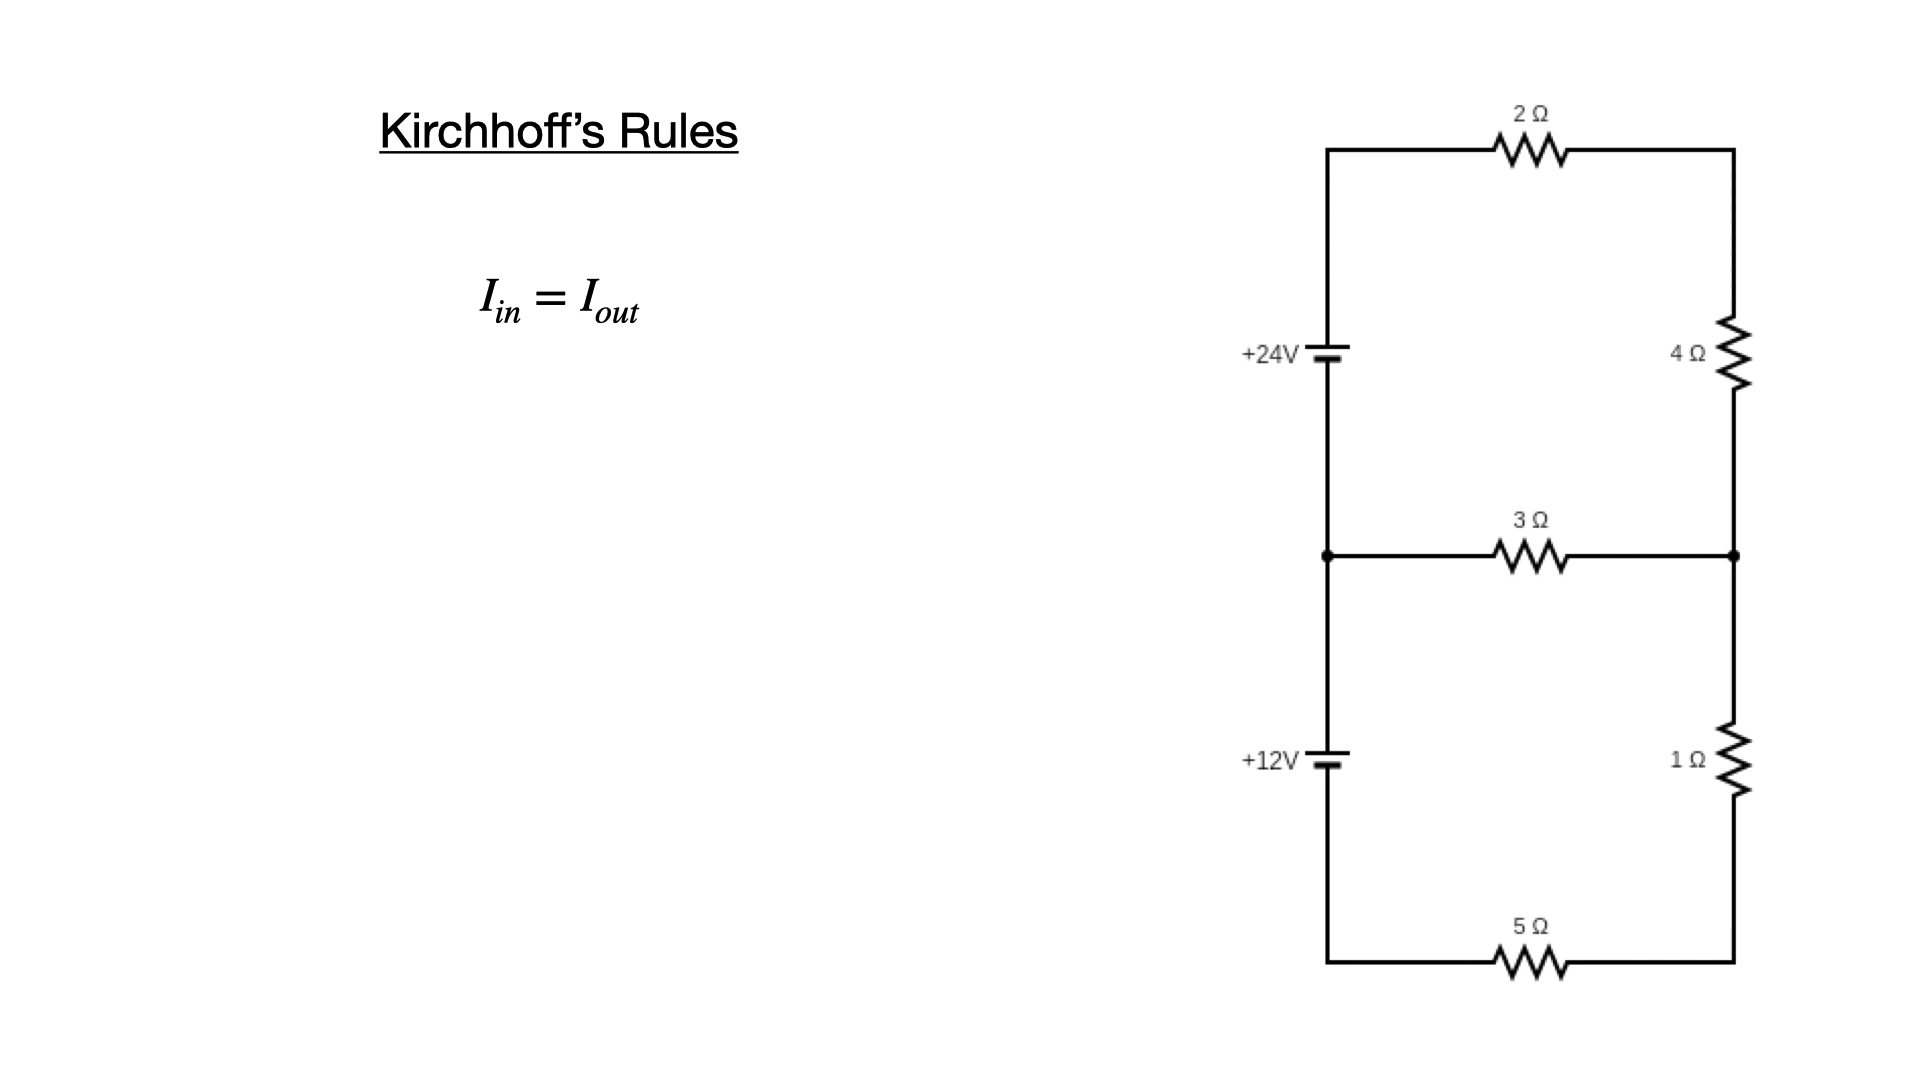 Kirchhoff’s Rules
I_in = I_out
2 Ω
+24V
4 Ω
3 Ω
+12V
1 Ω
5 Ω